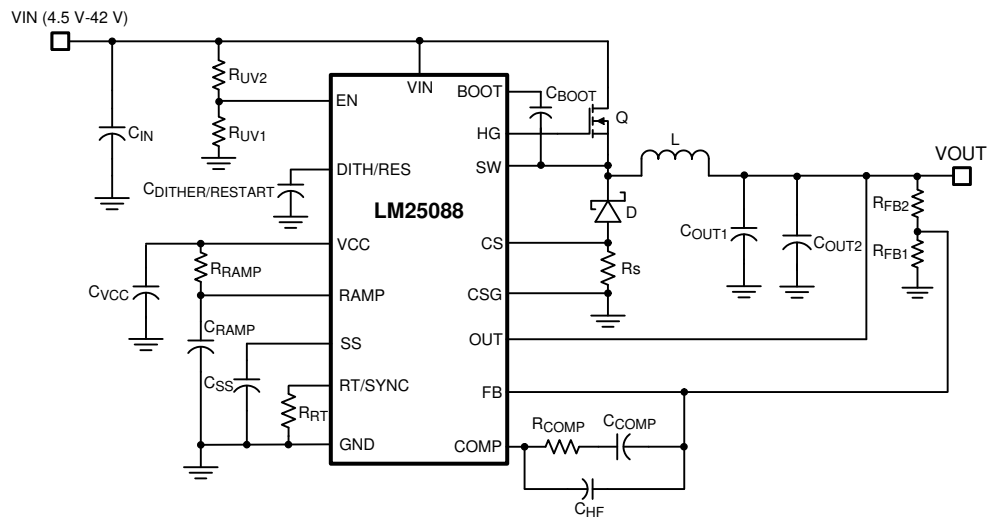 VIN (4.5 V-42 V)
VIN
BOOT
CBOOT
RUV2
EN
HG
Q
CIN
RUV1
SW
L
VOUT
DITH/RES
CDITHER/RESTART
LM25088
D
RFB2
COUT1
COUT2
VCC
CS
RFB1
RRAMP
Rs
CVCC
RAMP
CSG
CRAMP
SS
OUT
CSS
RT/SYNC
FB
RRT
RCOMP
CCOMP
GND
COMP
CHF